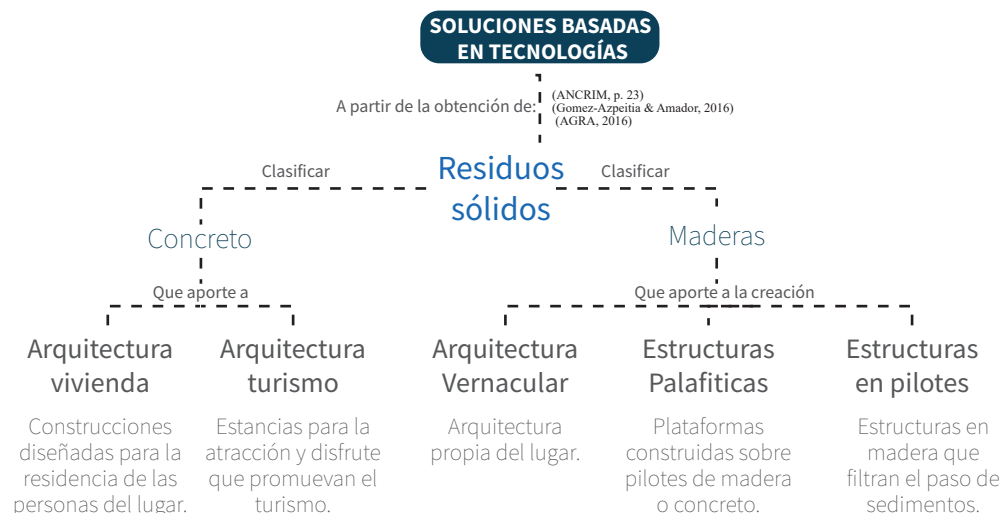 SOLUCIONES BASADAS
EN TECNOLOGÍAS
A partir de la obtención de:
(ANCRIM, p. 23)
(Gomez-Azpeitia & Amador, 2016)
(AGRA, 2016)
Residuos
sólidos
Clasificar
Clasificar
Concreto
Maderas
Que aporte a
Que aporte a la creación
Arquitectura
vivienda
Construcciones
diseñadas para la
residencia de las
personas del lugar.
Arquitectura
turismo
Estancias para la
atracción y disfrute
que promuevan el
turismo.
Arquitectura
Vernacular
Arquitectura
propia del lugar.
Estructuras
Palafiticas
Plataformas
construidas sobre
pilotes de madera
o concreto.
Estructuras
en pilotes
Estructuras en
madera que
filtran el paso de
sedimentos.